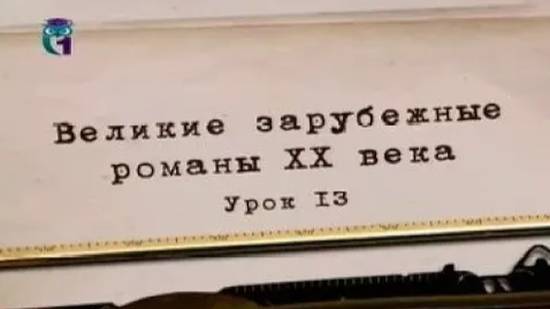 Великие зарубежные
романы XX века
Урок 13